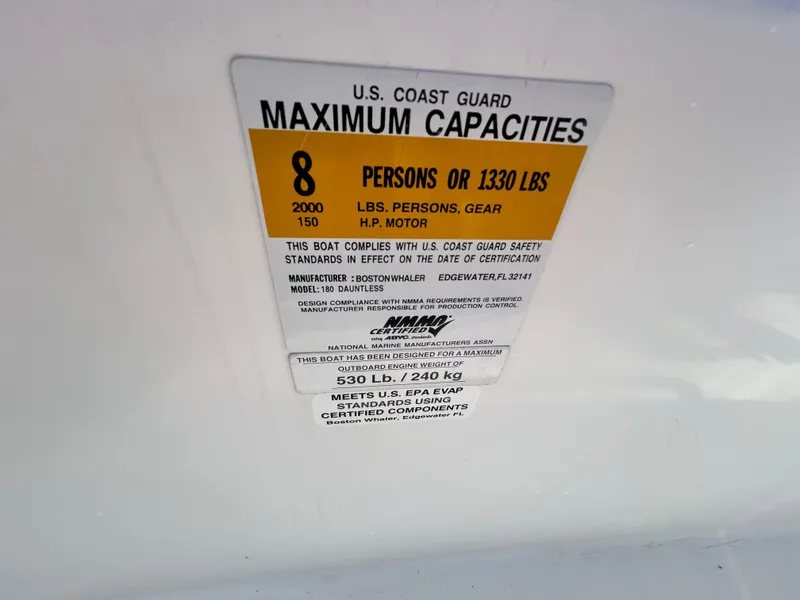 U.S. COAST GUARD
MAXIMUM CAPACITIES
8 PERSONS OR 1330 LBS
2000 LBS. PERSONS, GEAR
150 H.P. MOTOR
THIS BOAT COMPLIES WITH U.S. COAST GUARD SAFETY
STANDARDS IN EFFECT ON THE DATE OF CERTIFICATION
MANUFACTURER : BOSTON WHALER EDGEWATER, FL 32141
MODEL: 180 DAUNTLESS
DESIGN COMPLIANCE WITH NMMA REQUIREMENTS IS VERIFIED.
MANUFACTURER RESPONSIBLE FOR PRODUCTION CONTROL.
NMMA
CERTIFIED
using ABYC Standards
NATIONAL MARINE MANUFACTURERS ASSN
THIS BOAT HAS BEEN DESIGNED FOR A MAXIMUM
OUTBOARD ENGINE WEIGHT OF
530 Lb. / 240 kg
MEETS U.S. EPA EVAP
STANDARDS USING
CERTIFIED COMPONENTS
Boston Whaler, Edgewater FL